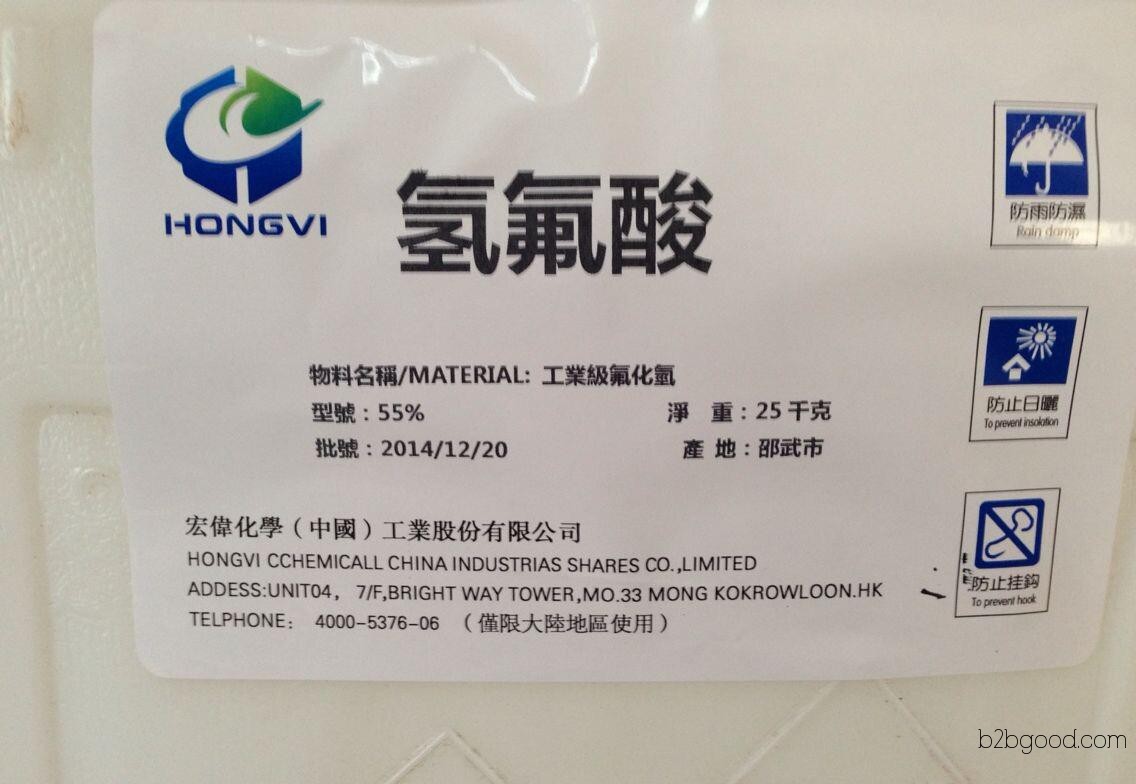 HONGVI
氢氟酸
防雨防濕
Rain damp
物料名稱/MATERIAL: 工業級氟化氫
型號：55%
淨 重：25 千克
批號：2014/12/20
產 地：邵武市
防止日曬
To prevent insolation
宏偉化學（中國）工業股份有限公司
HONGVI CCHEMICALL CHINA INDUSTRIAS SHARES CO.,LIMITED
ADDESS:UNIT04, 7/F,BRIGHT WAY TOWER,MO.33 MONG KOKROWLOON.HK
TELPHONE： 4000-5376-06 （僅限大陸地區使用）
防止挂鈎
To prevent hook
b2bgood.com